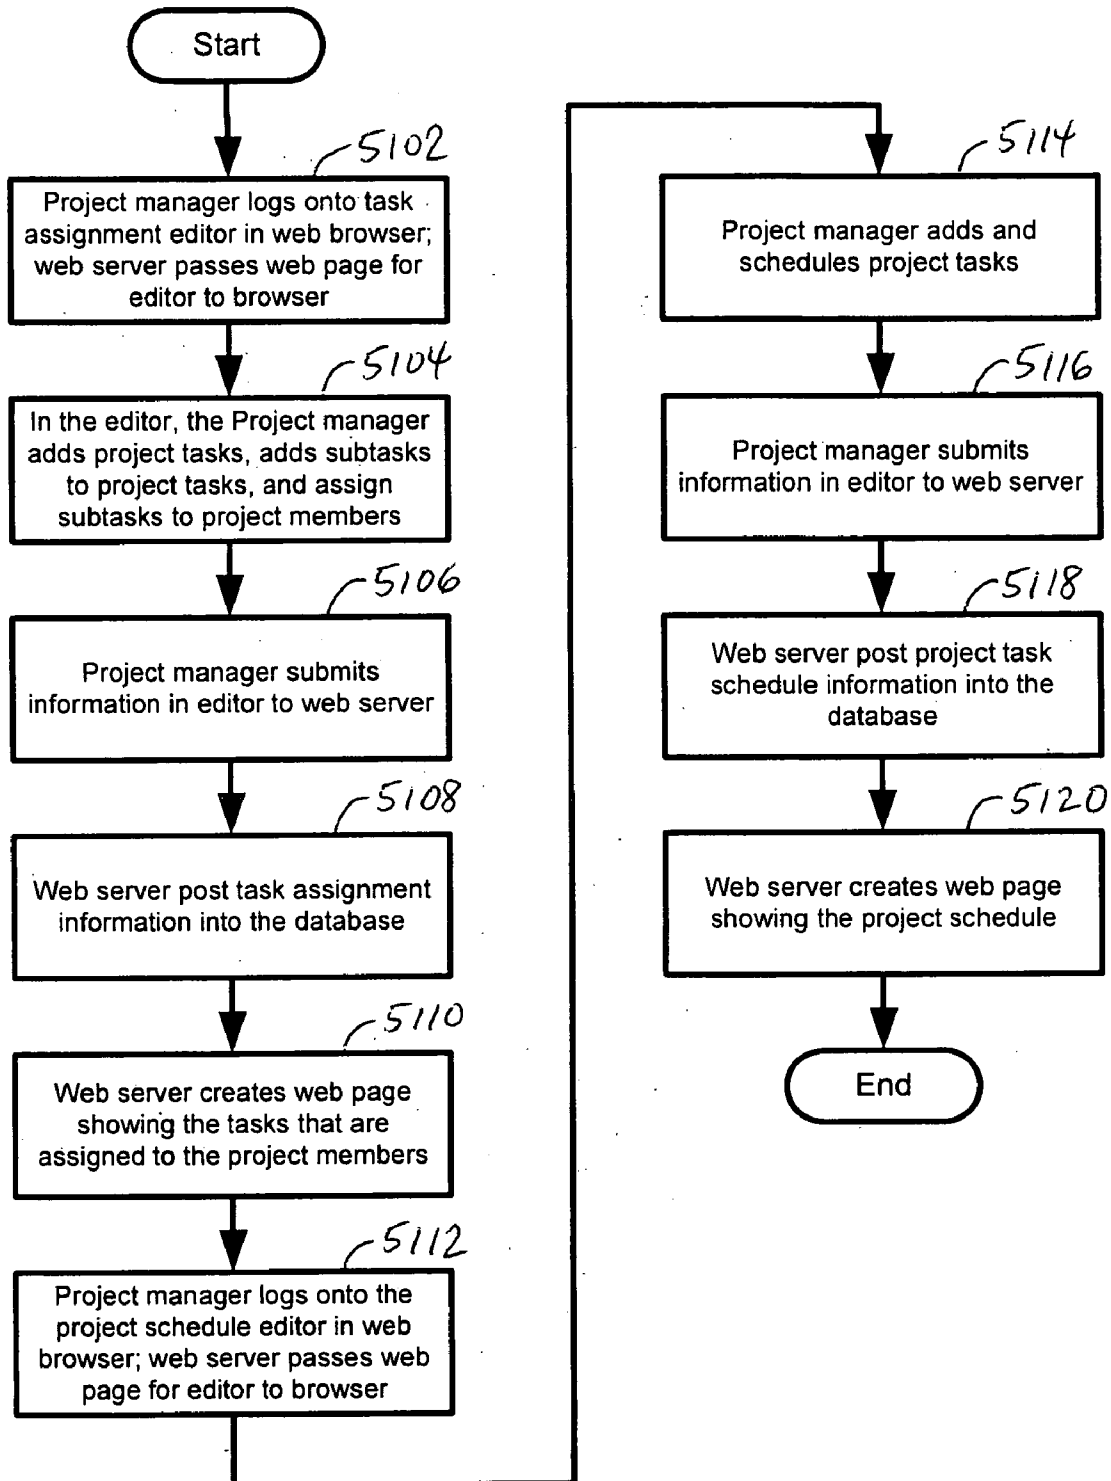 Start
5102
Project manager logs onto task
assignment editor in web browser;
web server passes web page for
editor to browser
5104
In the editor, the Project manager
adds project tasks, adds subtasks
to project tasks, and assign
subtasks to project members
5106
Project manager submits
information in editor to web server
5108
Web server post task assignment
information into the database
5110
Web server creates web page
showing the tasks that are
assigned to the project members
5112
Project manager logs onto the
project schedule editor in web
browser; web server passes web
page for editor to browser
5114
Project manager adds and
schedules project tasks
5116
Project manager submits
information in editor to web server
5118
Web server post project task
schedule information into the
database
5120
Web server creates web page
showing the project schedule
End